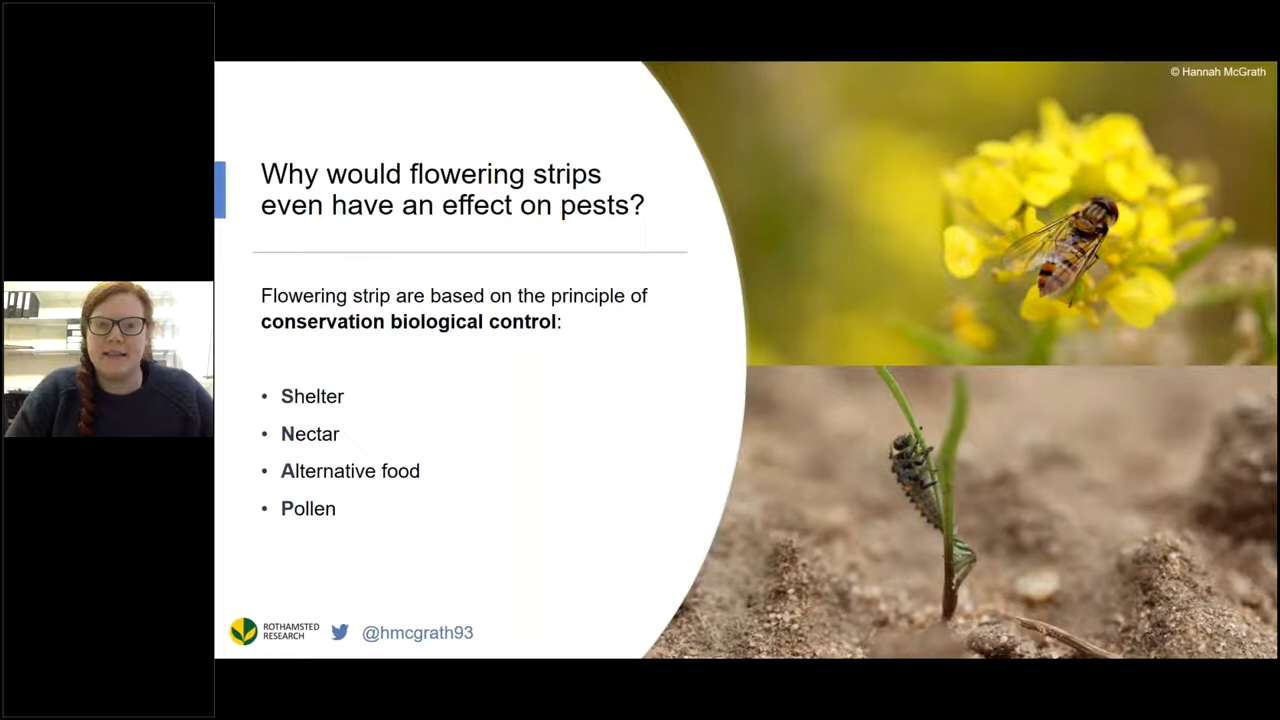 © Hannah McGrath
Why would flowering strips
even have an effect on pests?
Flowering strip are based on the principle of
conservation biological control:
• Shelter
• Nectar
• Alternative food
• Pollen
ROTHAMSTED
RESEARCH
@hmcgrath93